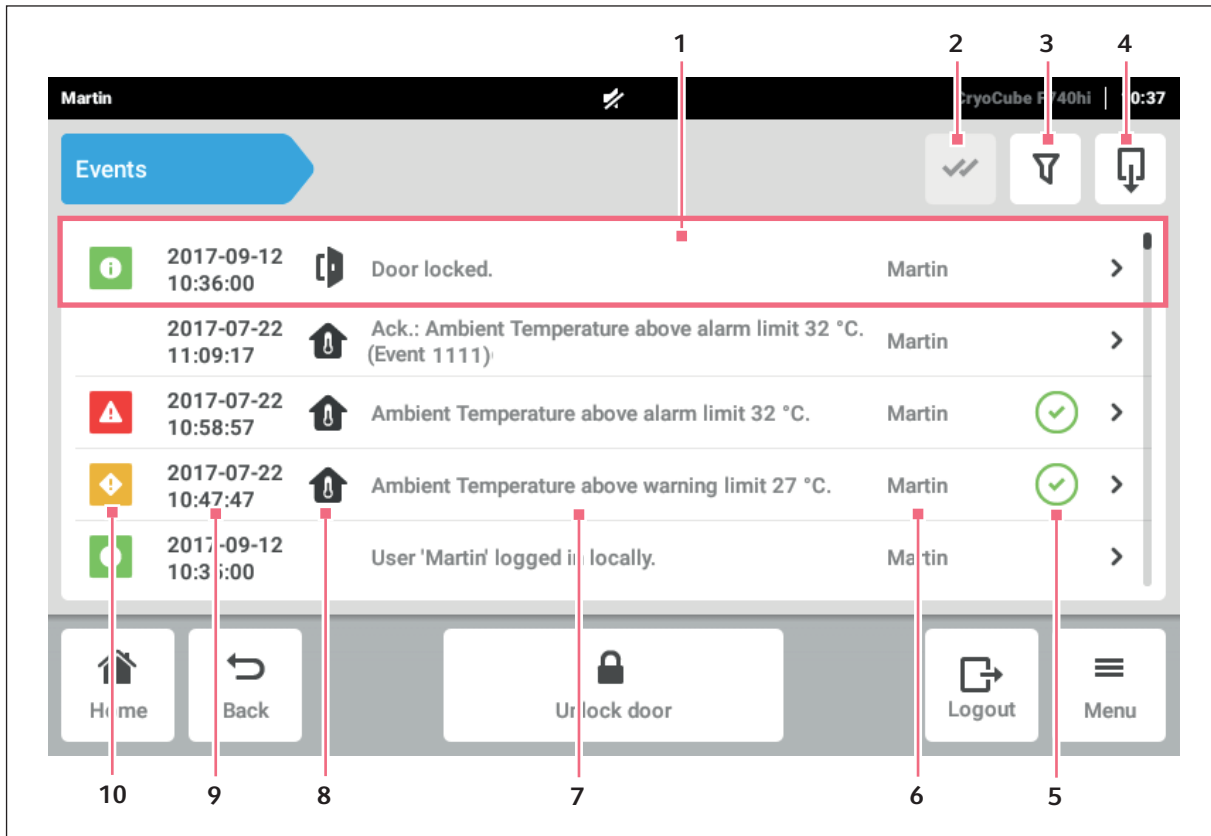 1 2 3 4
Martin CryoCube F740hi 10:37
Events
2017-09-12
10:36:00
Door locked.
Martin
2017-07-22
11:09:17
Ack.: Ambient Temperature above alarm limit 32 °C.
(Event 1111)
Martin
2017-07-22
10:58:57
Ambient Temperature above alarm limit 32 °C.
Martin
2017-07-22
10:47:47
Ambient Temperature above warning limit 27 °C.
Martin
2017-09-12
10:35:00
User 'Martin' logged in locally.
Martin
Home Back Unlock door Logout Menu
10 9 8 7 6 5